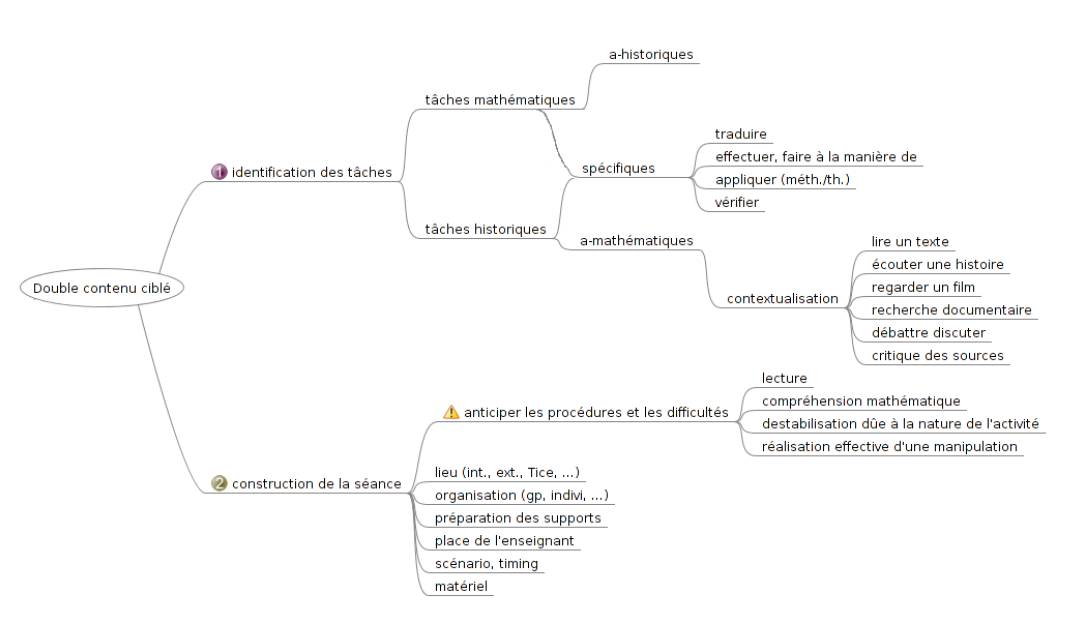 Double contenu ciblé
1 identification des tâches
tâches mathématiques
a-historiques
spécifiques
traduire
effectuer, faire à la manière de
appliquer (méth./th.)
vérifier
tâches historiques
a-mathématiques
contextualisation
lire un texte
écouter une histoire
regarder un film
recherche documentaire
débattre discuter
critique des sources
2 construction de la séance
anticiper les procédures et les difficultés
lecture
compréhension mathématique
destabilisation dûe à la nature de l'activité
réalisation effective d'une manipulation
lieu (int., ext., Tice, ...)
organisation (gp, indivi, ...)
préparation des supports
place de l'enseignant
scénario, timing
matériel